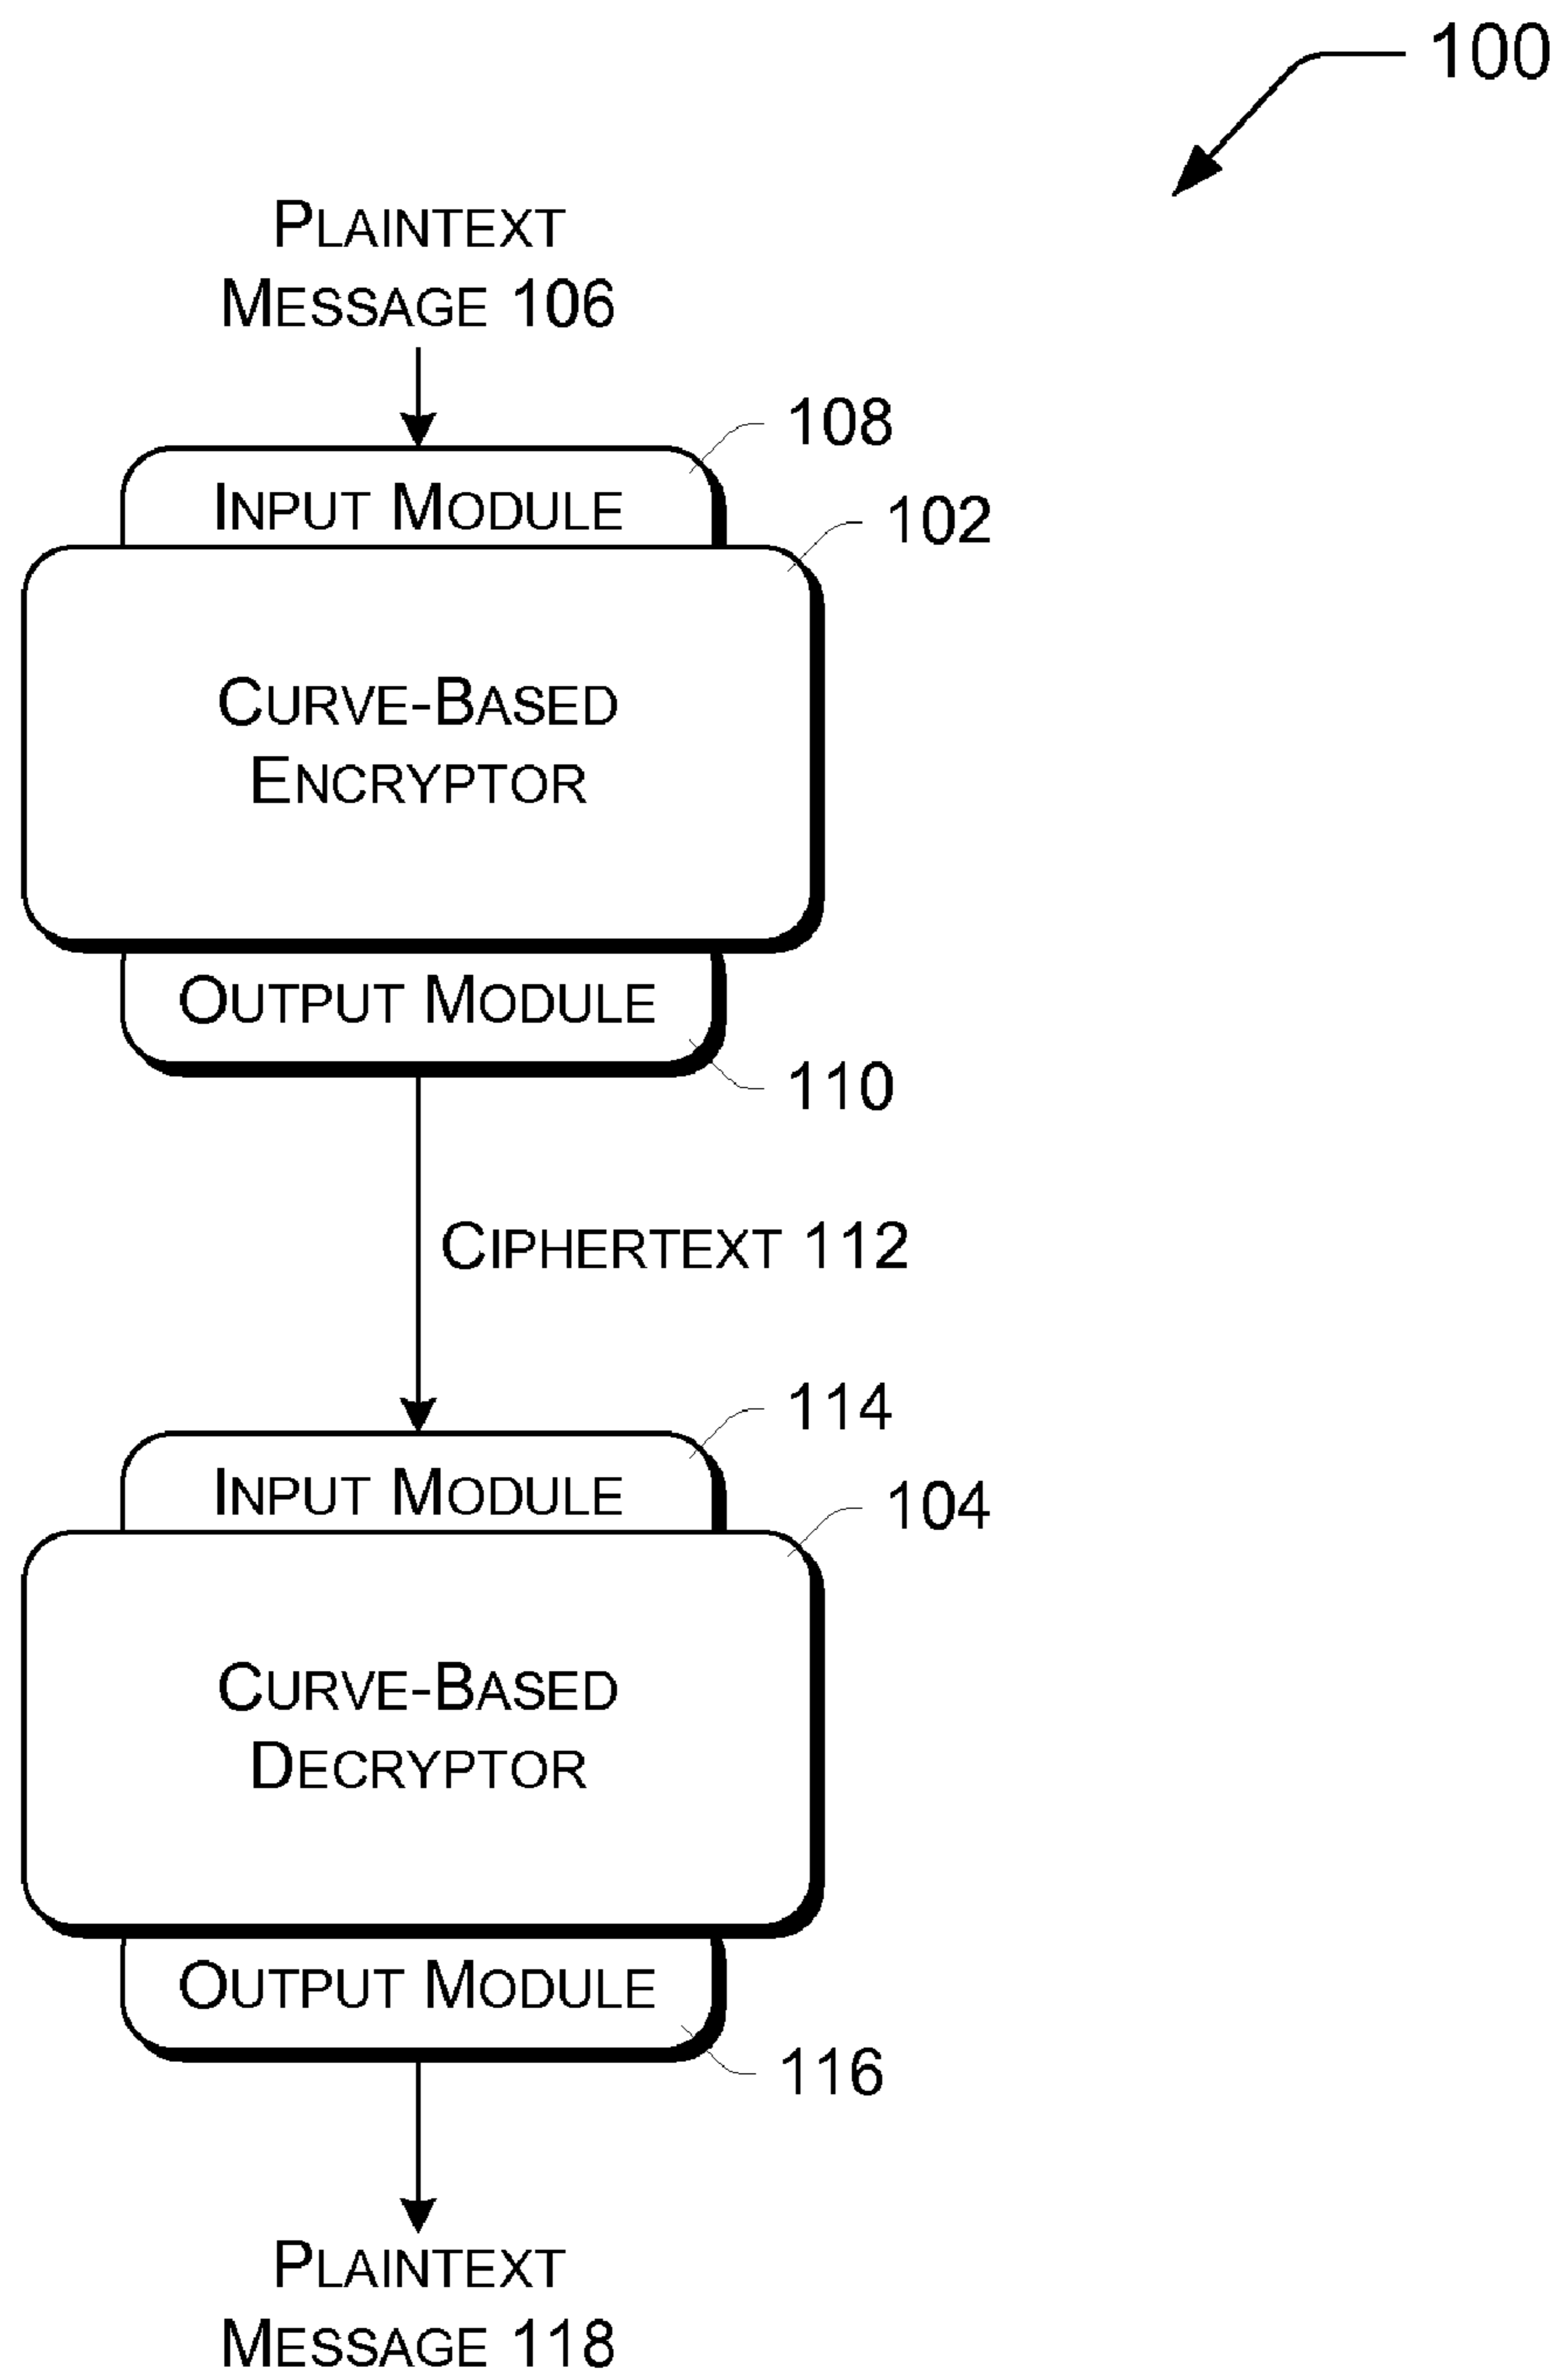 100
PLAINTEXT
MESSAGE 106
108
INPUT MODULE
102
CURVE-BASED
ENCRYPTOR
OUTPUT MODULE
110
CIPHERTEXT 112
114
INPUT MODULE
104
CURVE-BASED
DECRYPTOR
OUTPUT MODULE
116
PLAINTEXT
MESSAGE 118